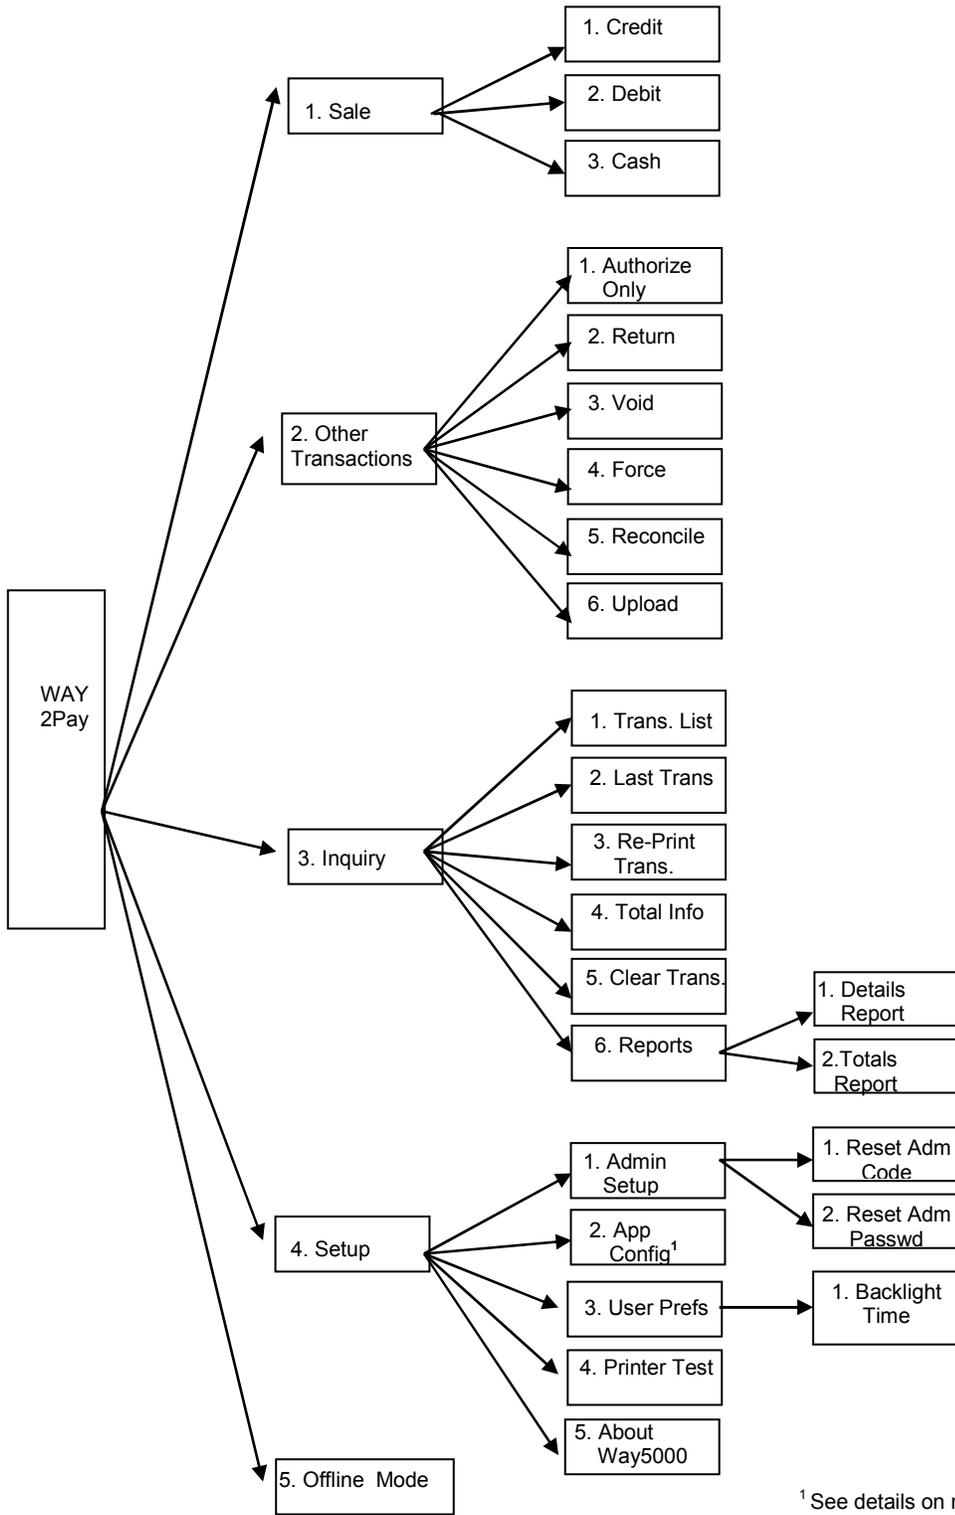 WAY
2Pay
1. Sale
1. Credit
2. Debit
3. Cash
2. Other
Transactions
1. Authorize
Only
2. Return
3. Void
4. Force
5. Reconcile
6. Upload
3. Inquiry
1. Trans. List
2. Last Trans
3. Re-Print
Trans.
4. Total Info
5. Clear Trans.
6. Reports
1. Details
Report
2.Totals
Report
4. Setup
1. Admin
Setup
1. Reset Adm
Code
2. Reset Adm
Passwd
2. App
Config¹
3. User Prefs
1. Backlight
Time
4. Printer Test
5. About
Way5000
5. Offline Mode
¹ See details on